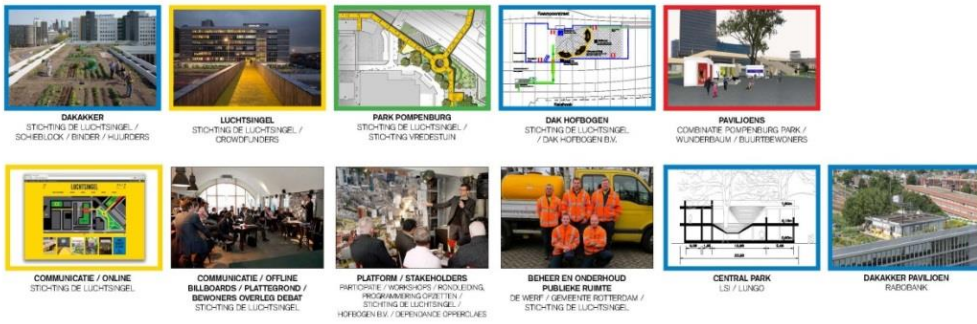 DAKAKKER
STICHTING DE LUCHTSINGEL /
SCHIEBLOCK / BINDER / HUURDERS
LUCHTSINGEL
STICHTING DE LUCHTSINGEL /
CROWDFUNDERS
PARK POMPENBURG
STICHTING DE LUCHTSINGEL /
STICHTING VREDESTUIN
DAK HOFBOGEN
STICHTING DE LUCHTSINGEL
/ DAK HOFBOGEN B.V.
PAVILJOENS
COMBINATIE POMPENBURG PARK /
WUNDERBAUM / BUURTBEWONERS
LUCHTSINGEL
COMMUNICATIE / ONLINE
STICHTING DE LUCHTSINGEL
COMMUNICATIE / OFFLINE
BILLBOARDS / PLATTEGROND /
BEWONERS OVERLEG DEBAT
STICHTING DE LUCHTSINGEL
PLATFORM / STAKEHOLDERS
PARTICIPATIE / WORKSHOPS / RONDLEIDING,
PROGRAMMERING OPZETTEN /
STICHTING DE LUCHTSINGEL /
HOFBOGEN B.V. / DEPENDANCE OPPERCLAES
BEHEER EN ONDERHOUD
PUBLIEKE RUIMTE
DE WERF / GEMEENTE ROTTERDAM /
STICHTING DE LUCHTSINGEL
CENTRAL PARK
LSI / LUNGO
DAKAKKER PAVILJOEN
RABOBANK